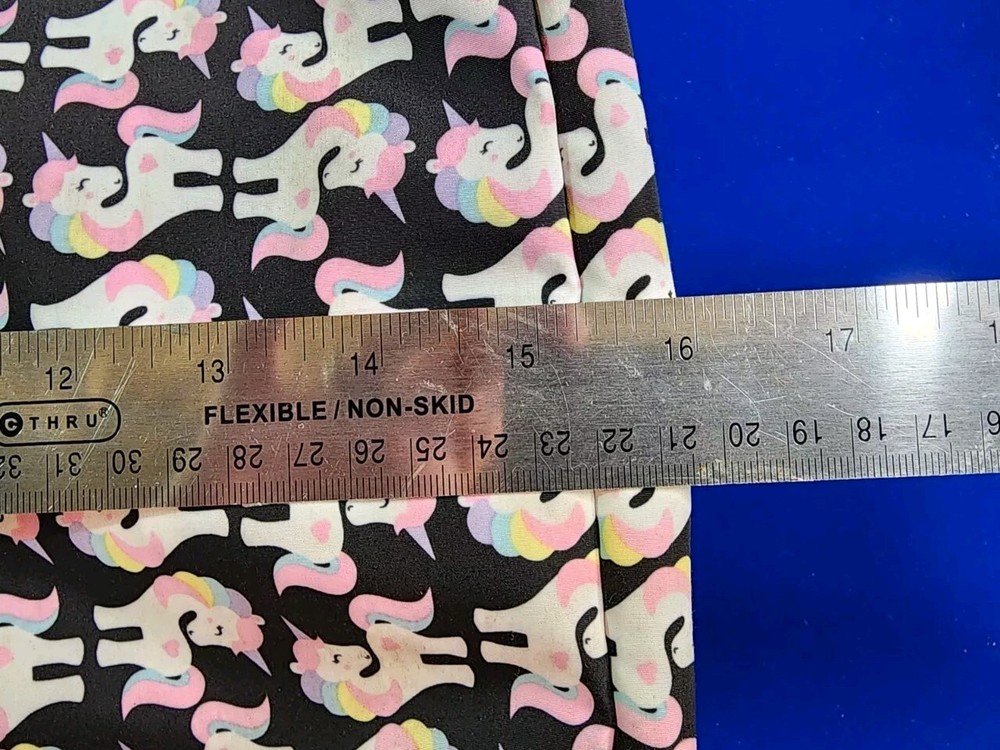 12 13 14 15 16 17
C THRU®
FLEXIBLE / NON-SKID
32 31 30 29 28 27 26 25 24 23 22 21 20 19 18 17